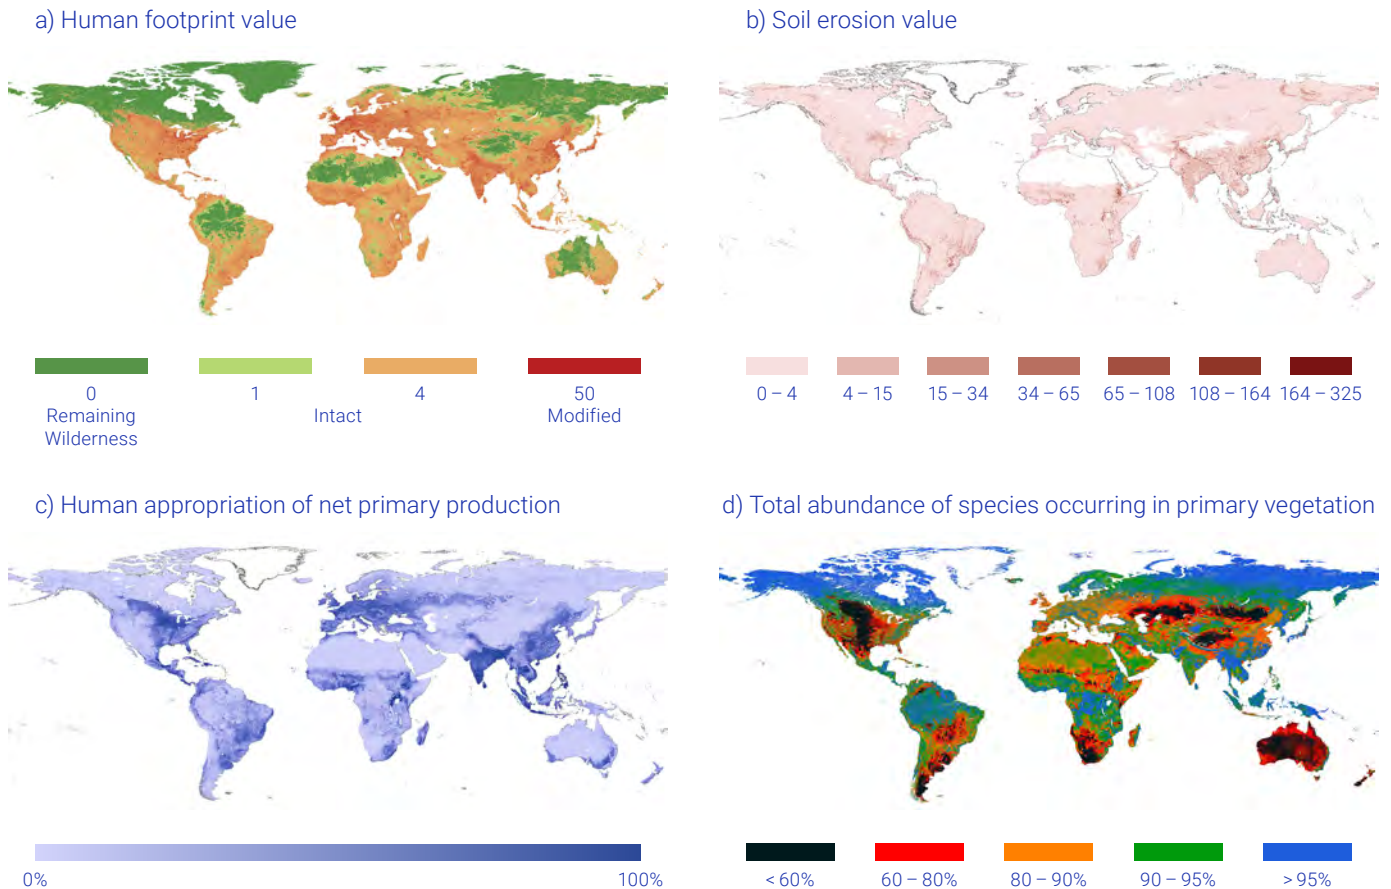 a) Human footprint value
b) Soil erosion value
0
1
4
50
Remaining
Wilderness
Intact
Modified
0 – 4
4 – 15
15 – 34
34 – 65
65 – 108
108 – 164
164 – 325
c) Human appropriation of net primary production
d) Total abundance of species occurring in primary vegetation
0%
100%
< 60%
60 – 80%
80 – 90%
90 – 95%
> 95%